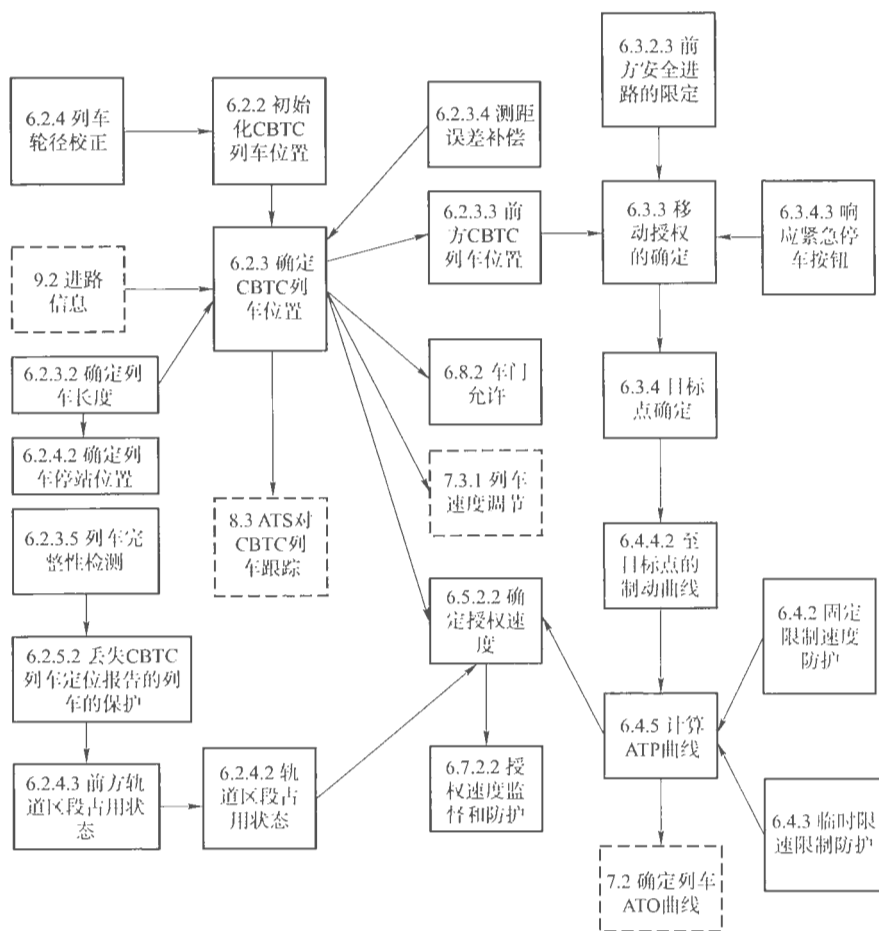 6.3.2.3 前
方安全进
路的限定
6.2.4 列车
轮径校正
6.2.2 初始
化CBTC
列车位置
6.2.3.4 测距
误差补偿
6.2.3.3 前
方CBTC
列车位置
6.3.3 移动
授权的
的确定
6.3.4.3 响
应紧急停
车按钮
9.2 进路
信息
6.2.3 确定
CBTC列
车位置
6.2.3.2 确定列
车长度
6.8.2 车门
允许
6.3.4 目标
点确定
6.2.4.2 确定列
车停站位置
7.3.1 列车
速度调节
8.3 ATS对
CBTC列
车跟踪
6.2.3.5 列车完
整性检测
6.4.4.2 至
目标点的
制动曲线
6.5.2.2 确
定授权速
度
6.4.2 固定
限制速度
防护
6.2.5.2 丢失CBTC
列车定位报告的列
车的保护
6.4.5 计算
ATP曲线
6.2.4.3 前方轨
道区段占用状
态
6.2.4.2 轨
道区段占
用状态
6.7.2.2 授
权速度监
督和防护
6.4.3 临时限
速限制防护
7.2 确定列车
ATO曲线